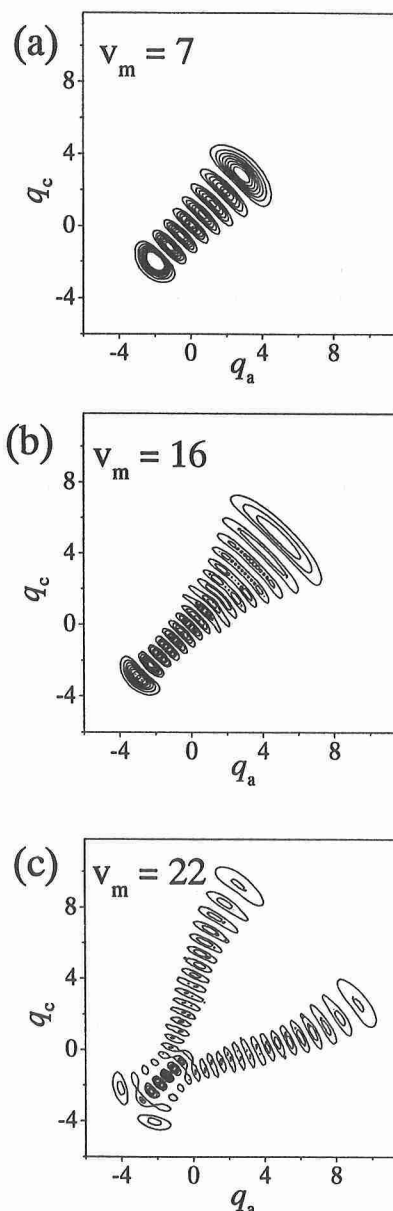 (a)
v_m = 7
8
4
0
-4
q_c
-4 0 4 8
q_a
(b)
v_m = 16
8
4
0
-4
q_c
-4 0 4 8
q_a
(c)
v_m = 22
8
4
0
-4
q_c
-4 0 4 8
q_a